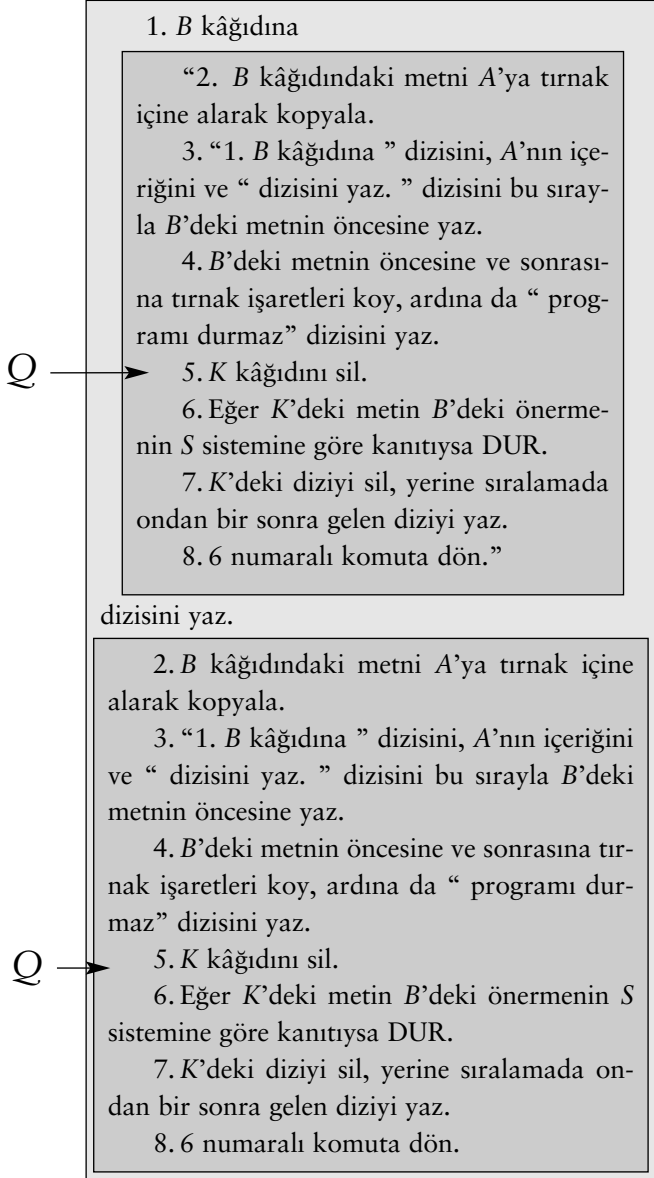 1. B kâğıdına
“2. B kâğıdındaki metni A’ya tırnak
içine alarak kopyala.
3. “1. B kâğıdına ” dizisini, A’nın içe-
riğini ve “ dizisini yaz. ” dizisini bu sıray-
la B’deki metnin öncesine yaz.
4. B’deki metnin öncesine ve sonrası-
na tırnak işaretleri koy, ardına da “ prog-
ramı durmaz” dizisini yaz.
Q
5. K kâğıdını sil.
6. Eğer K’deki metin B’deki önerme-
nin S sistemine göre kanıtıysa DUR.
7. K’deki diziyi sil, yerine sıralamada
ondan bir sonra gelen diziyi yaz.
8. 6 numaralı komuta dön.”
dizisini yaz.
2. B kâğıdındaki metni A’ya tırnak içine
alarak kopyala.
3. “1. B kâğıdına ” dizisini, A’nın içeriğini
ve “ dizisini yaz. ” dizisini bu sırayla B’deki
metnin öncesine yaz.
4. B’deki metnin öncesine ve sonrasına tır-
nak işaretleri koy, ardına da “ programı dur-
maz” dizisini yaz.
Q
5. K kâğıdını sil.
6. Eğer K’deki metin B’deki önermenin S
sistemine göre kanıtıysa DUR.
7. K’deki diziyi sil, yerine sıralamada on-
dan bir sonra gelen diziyi yaz.
8. 6 numaralı komuta dön.